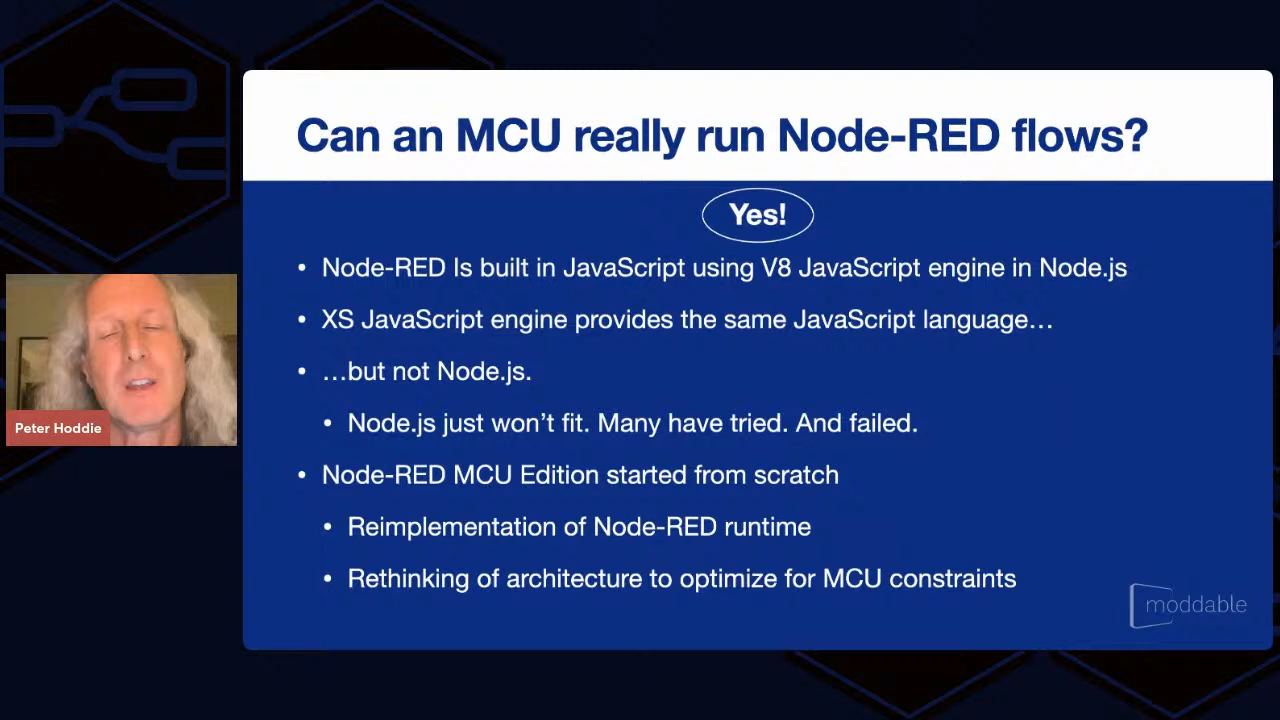 Can an MCU really run Node-RED flows?
Yes!
• Node-RED Is built in JavaScript using V8 JavaScript engine in Node.js
• XS JavaScript engine provides the same JavaScript language…
• …but not Node.js.
• Node.js just won’t fit. Many have tried. And failed.
• Node-RED MCU Edition started from scratch
• Reimplementation of Node-RED runtime
• Rethinking of architecture to optimize for MCU constraints
moddable
Peter Hoddie